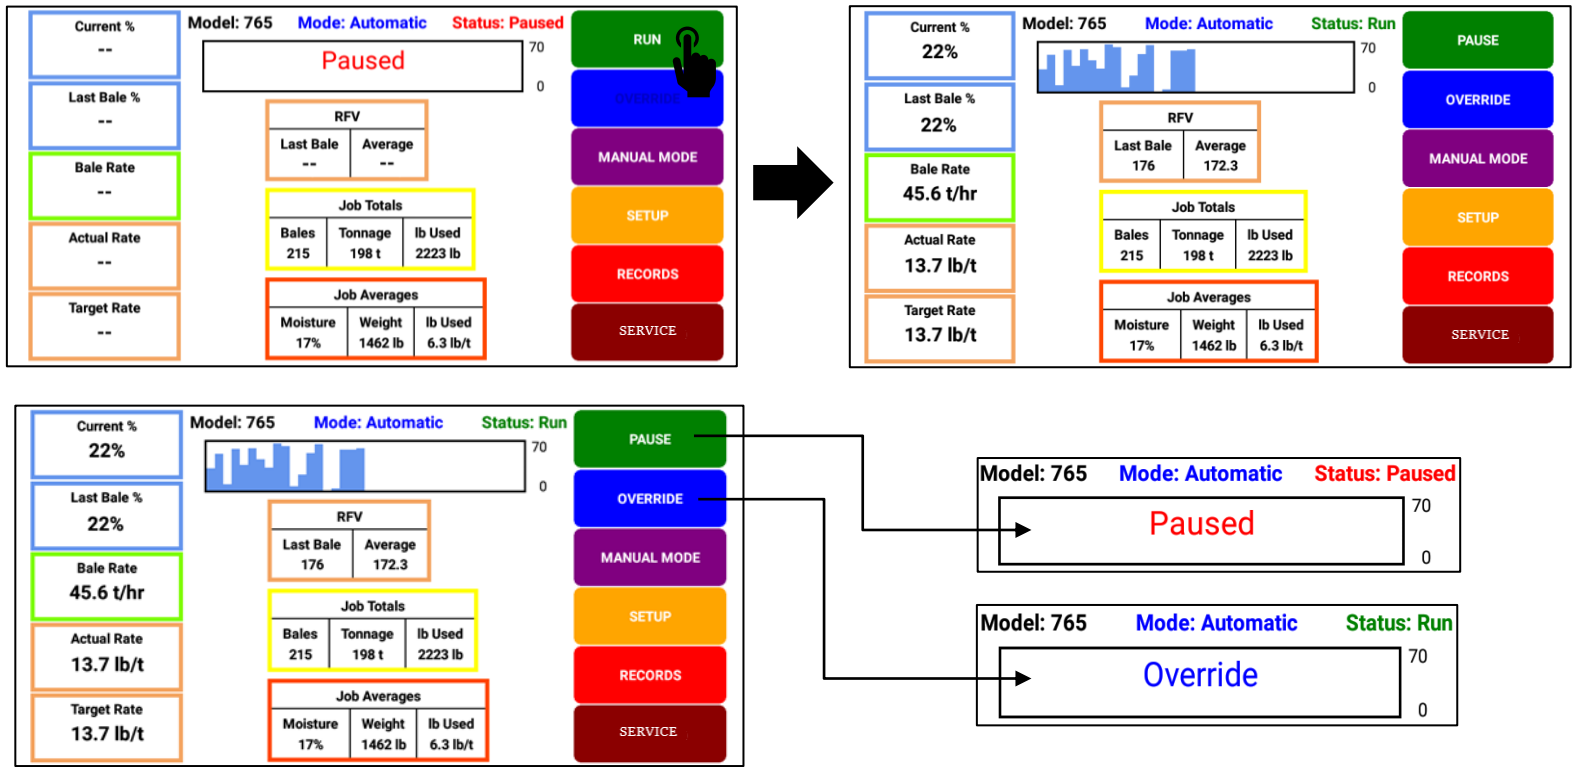 Current %
--
Last Bale %
--
Bale Rate
--
Actual Rate
--
Target Rate
--
Model: 765 Mode: Automatic Status: Paused
Paused
70
0
RFV
Last Bale Average
-- --
Job Totals
Bales Tonnage lb Used
215 198 t 2223 lb
Job Averages
Moisture Weight lb Used
17% 1462 lb 6.3 lb/t
RUN
OVERRIDE
MANUAL MODE
SETUP
RECORDS
SERVICE
Current %
22%
Last Bale %
22%
Bale Rate
45.6 t/hr
Actual Rate
13.7 lb/t
Target Rate
13.7 lb/t
Model: 765 Mode: Automatic Status: Run
70
0
RFV
Last Bale Average
176 172.3
Job Totals
Bales Tonnage lb Used
215 198 t 2223 lb
Job Averages
Moisture Weight lb Used
17% 1462 lb 6.3 lb/t
PAUSE
OVERRIDE
MANUAL MODE
SETUP
RECORDS
SERVICE
Current %
22%
Last Bale %
22%
Bale Rate
45.6 t/hr
Actual Rate
13.7 lb/t
Target Rate
13.7 lb/t
Model: 765 Mode: Automatic Status: Run
70
0
RFV
Last Bale Average
176 172.3
Job Totals
Bales Tonnage lb Used
215 198 t 2223 lb
Job Averages
Moisture Weight lb Used
17% 1462 lb 6.3 lb/t
PAUSE
OVERRIDE
MANUAL MODE
SETUP
RECORDS
SERVICE
Model: 765 Mode: Automatic Status: Paused
Paused
70
0
Model: 765 Mode: Automatic Status: Run
Override
70
0